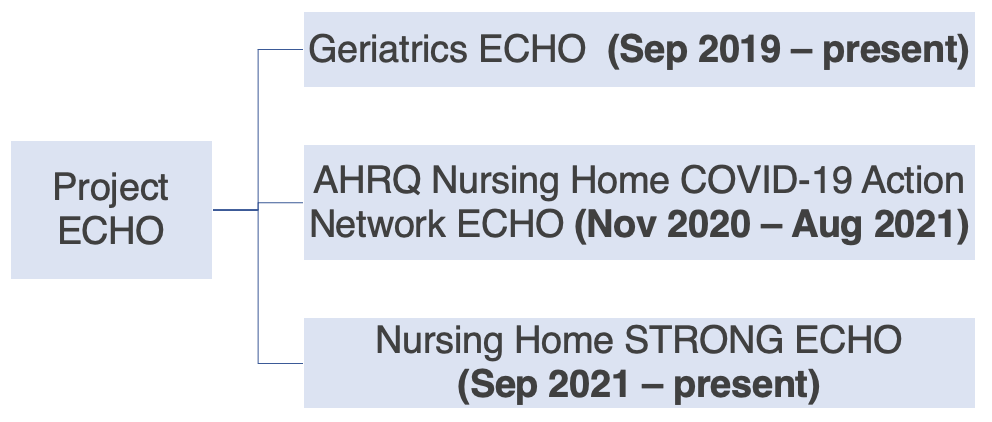 Project
ECHO
Geriatrics ECHO (Sep 2019 – present)
AHRQ Nursing Home COVID-19 Action
Network ECHO (Nov 2020 – Aug 2021)
Nursing Home STRONG ECHO
(Sep 2021 – present)